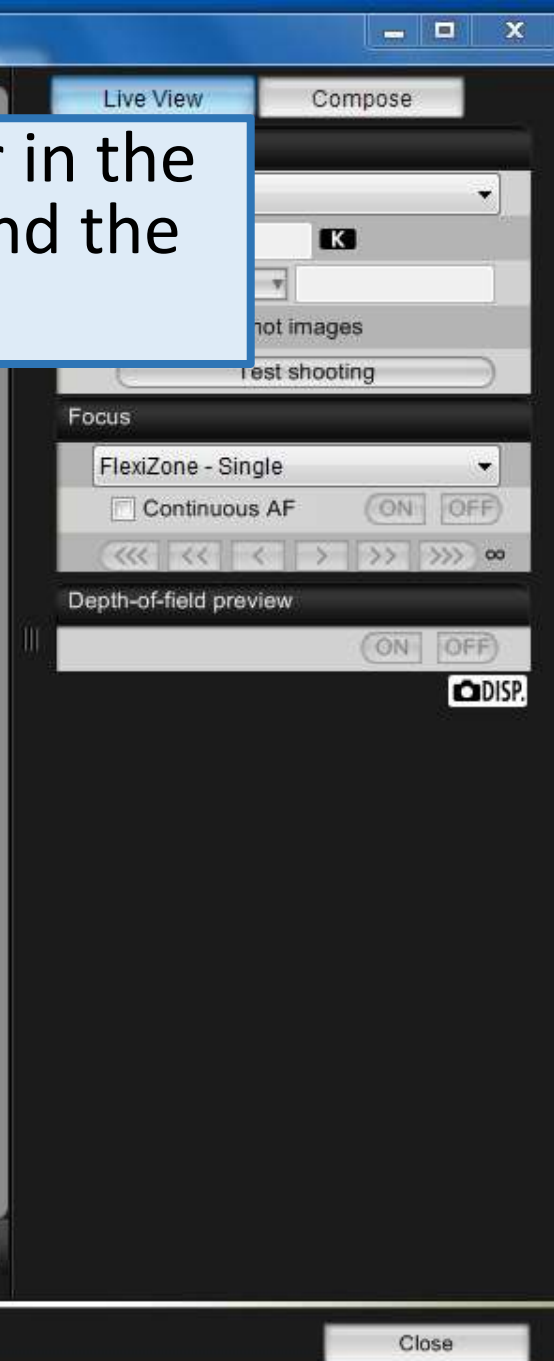 Live View Compose
r in the
nd the
K
hot images
Test shooting
Focus
FlexiZone - Single
Continuous AF ON OFF
<<< << < > >> >>> ∞
Depth-of-field preview
ON OFF
DISP.
Close